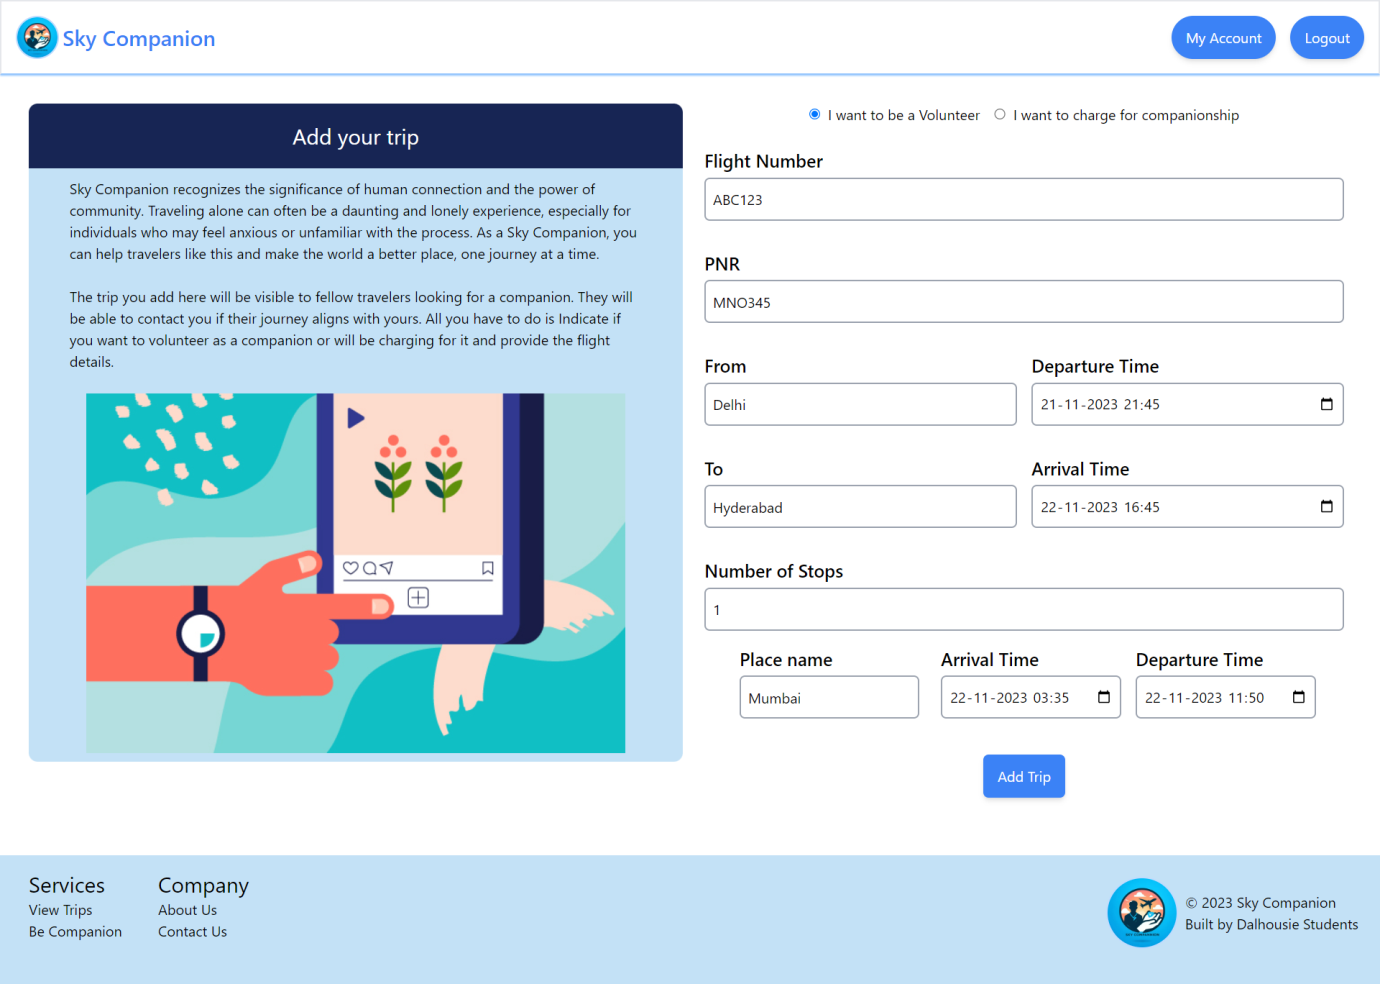 Sky Companion
My Account
Logout
Add your trip
Sky Companion recognizes the significance of human connection and the power of
community. Traveling alone can often be a daunting and lonely experience, especially for
individuals who may feel anxious or unfamiliar with the process. As a Sky Companion, you
can help travelers like this and make the world a better place, one journey at a time.
The trip you add here will be visible to fellow travelers looking for a companion. They will
be able to contact you if their journey aligns with yours. All you have to do is Indicate if
you want to volunteer as a companion or will be charging for it and provide the flight
details.
I want to be a Volunteer
I want to charge for companionship
Flight Number
ABC123
PNR
MNO345
From
Departure Time
Delhi
21-11-2023 21:45
To
Arrival Time
Hyderabad
22-11-2023 16:45
Number of Stops
1
Place name
Arrival Time
Departure Time
Mumbai
22-11-2023 03:35
22-11-2023 11:50
Add Trip
Services
View Trips
Be Companion
Company
About Us
Contact Us
© 2023 Sky Companion
Built by Dalhousie Students